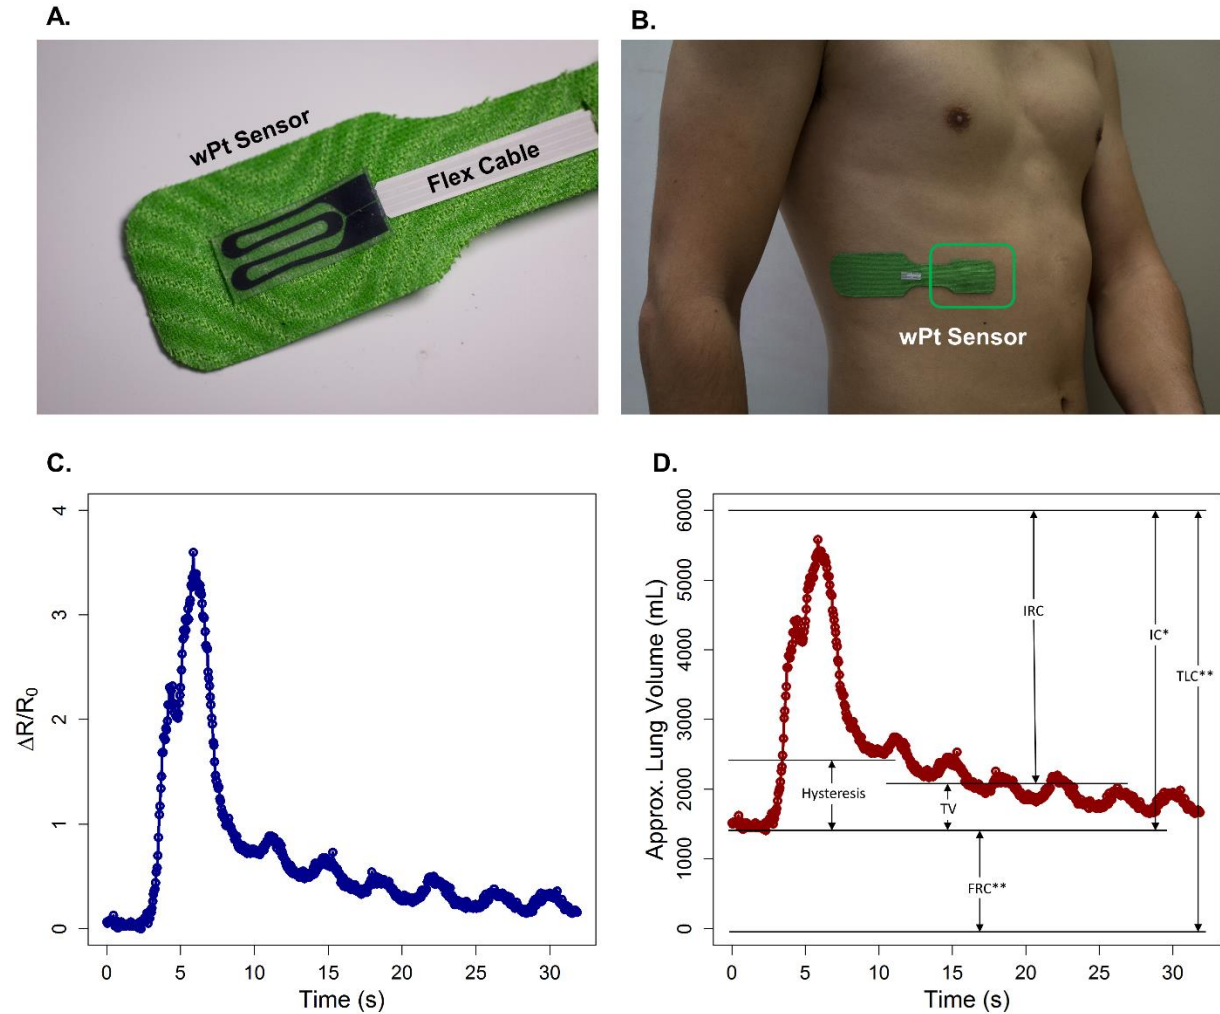 A.
B.
wPt Sensor
Flex Cable
wPt Sensor
C.
D.
4
3
2
1
0
ΔR/R0
0 5 10 15 20 25 30
Time (s)
6000
5000
4000
3000
2000
1000
0
Approx. Lung Volume (mL)
IRC
IC*
TLC**
Hysteresis
TV
FRC**
0 5 10 15 20 25 30
Time (s)